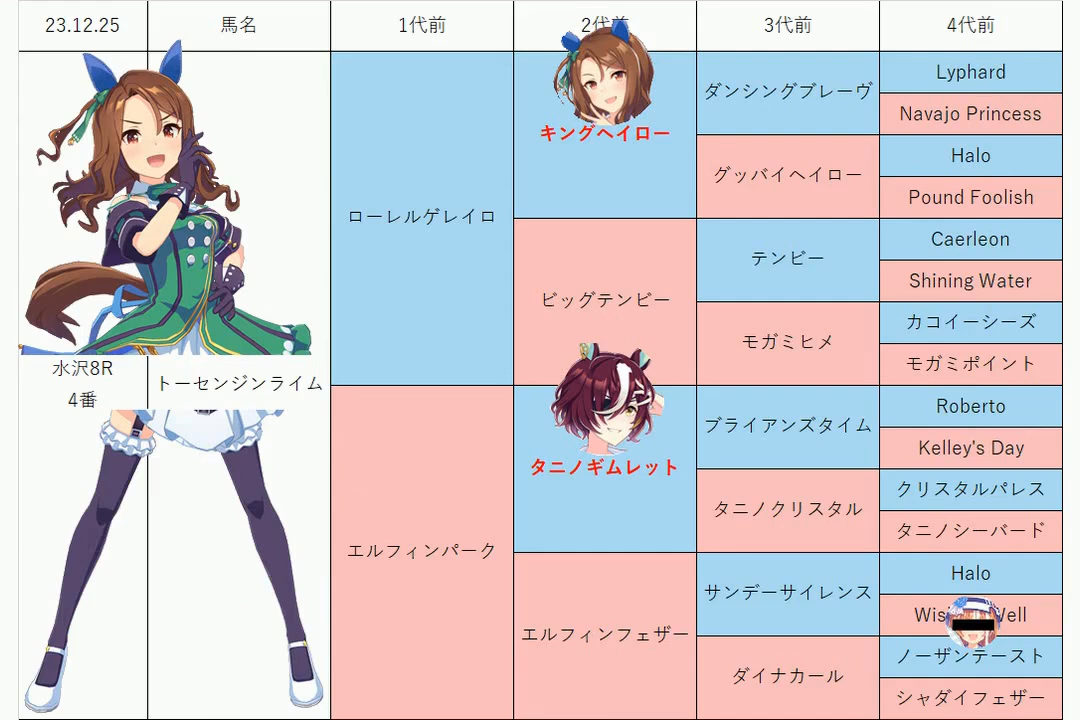 23.12.25
馬名
1代前
2代前
3代前
4代前
水沢8R
4番
トーセンジンライム
ローレルゲレイロ
エルフィンパーク
キングヘイロー
ビッグテンビー
タニノギムレット
エルフィンフェザー
ダンシングブレーヴ
グッバイヘイロー
テンビー
モガミヒメ
ブライアンズタイム
タニノクリスタル
サンデーサイレンス
ダイナカール
Lyphard
Navajo Princess
Halo
Pound Foolish
Caerleon
Shining Water
カコイーシーズ
モガミポイント
Roberto
Kelley's Day
クリスタルパレス
タニノシーバード
Halo
ノーザンテースト
シャダイフェザー